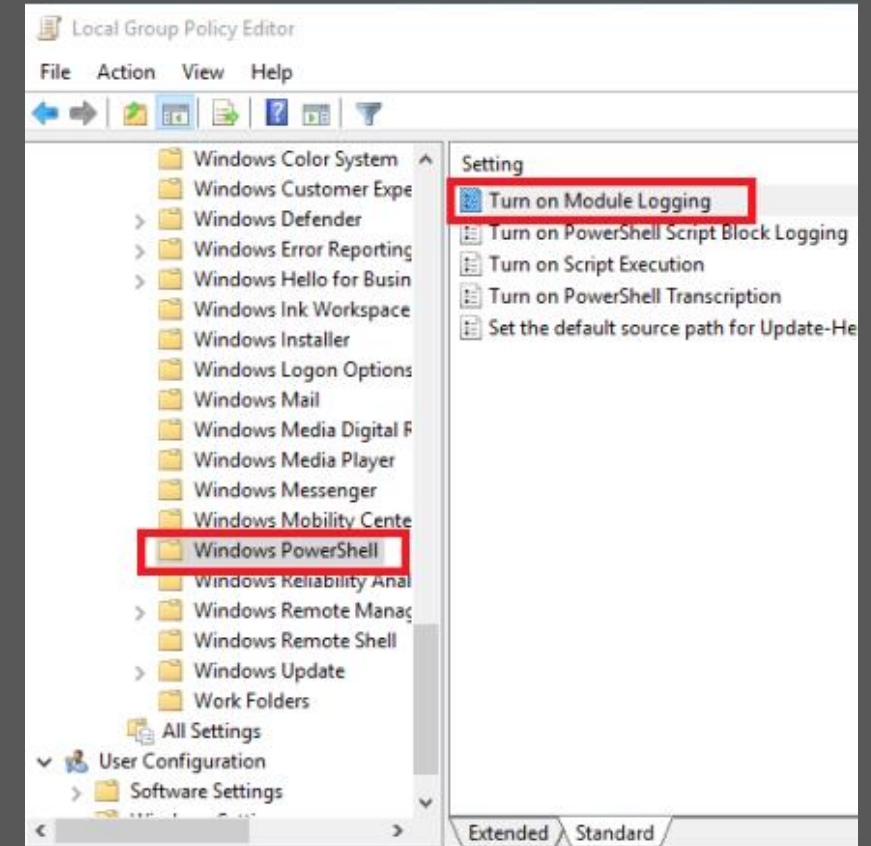 Local Group Policy Editor
File Action View Help
Windows Color System
Windows Customer Expe
Windows Defender
Windows Error Reporting
Windows Hello for Busin
Windows Ink Workspace
Windows Installer
Windows Logon Options
Windows Mail
Windows Media Digital R
Windows Media Player
Windows Messenger
Windows Mobility Cente
Windows PowerShell
Windows Reliability Anal
Windows Remote Manag
Windows Remote Shell
Windows Update
Work Folders
All Settings
User Configuration
Software Settings
Setting
Turn on Module Logging
Turn on PowerShell Script Block Logging
Turn on Script Execution
Turn on PowerShell Transcription
Set the default source path for Update-He
Extended Standard